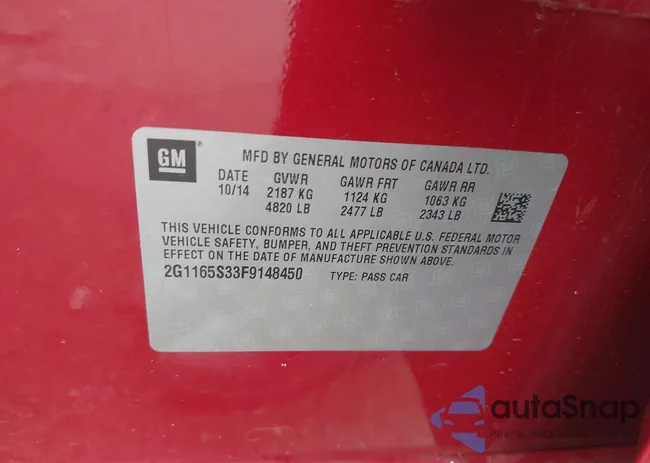 GM
MFD BY GENERAL MOTORS OF CANADA LTD.
DATE GVWR GAWR FRT GAWR RR
10/14 2187 KG 1124 KG 1063 KG
4820 LB 2477 LB 2343 LB
THIS VEHICLE CONFORMS TO ALL APPLICABLE U.S. FEDERAL MOTOR
VEHICLE SAFETY, BUMPER, AND THEFT PREVENTION STANDARDS IN
EFFECT ON THE DATE OF MANUFACTURE SHOWN ABOVE.
2G1165S33F9148450 TYPE: PASS CAR
autaSnap